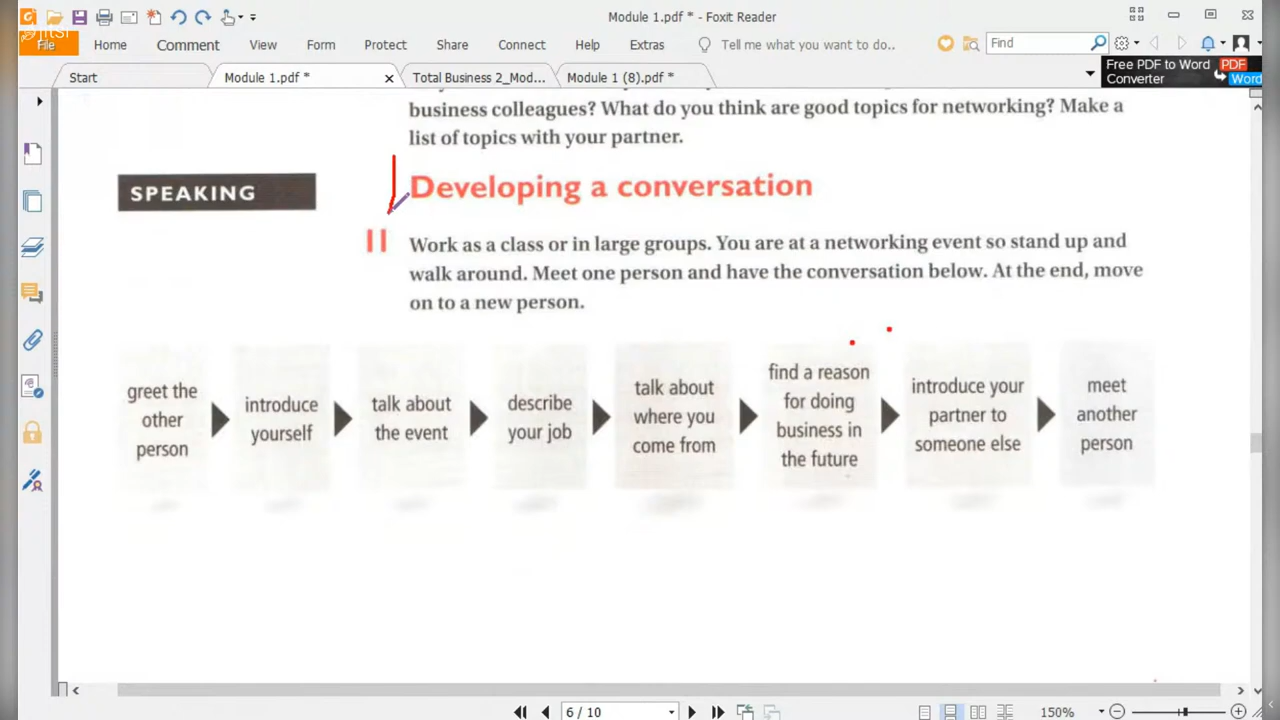 Module 1.pdf * - Foxit Reader
File Home Comment View Form Protect Share Connect Help Extras Tell me what you want to do.. Find
Start Module 1.pdf * Total Business 2_Mod... Module 1 (8).pdf *
Free PDF to Word PDF
Converter Word
business colleagues? What do you think are good topics for networking? Make a
list of topics with your partner.
SPEAKING
Developing a conversation
11 Work as a class or in large groups. You are at a networking event so stand up and
walk around. Meet one person and have the conversation below. At the end, move
on to a new person.
greet the
other
person
introduce
yourself
talk about
the event
describe
your job
talk about
where you
come from
find a reason
for doing
business in
the future
introduce your
partner to
someone else
meet
another
person
6 / 10
150%